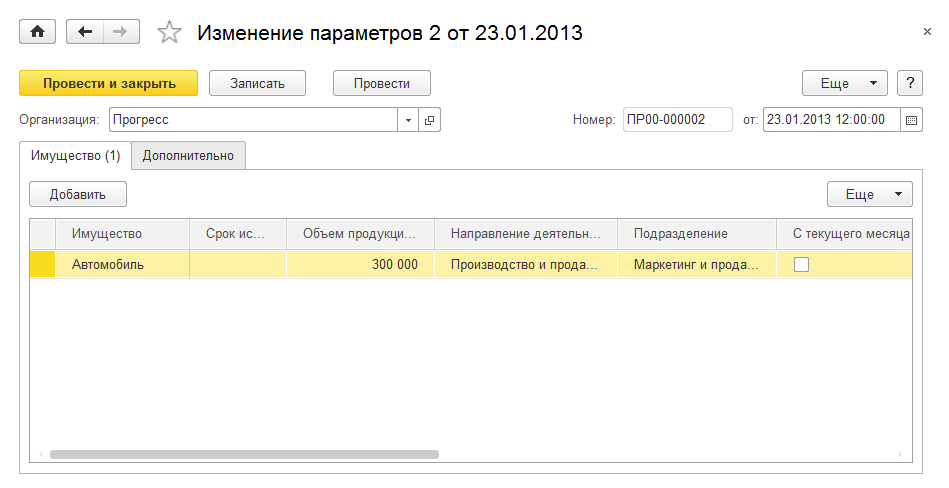 Изменение параметров 2 от 23.01.2013
Провести и закрыть Записать Провести Еще ?
Организация: Прогресс Номер: ПР00-000002 от: 23.01.2013 12:00:00
Имущество (1) Дополнительно
Добавить Еще
Имущество Срок ис... Объем продукци... Направление деятельн... Подразделение С текущего месяца
Автомобиль 300 000 Производство и прода... Маркетинг и прода...